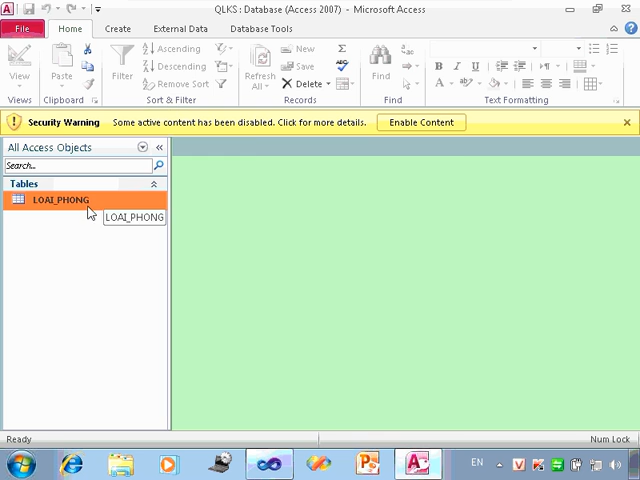 QLKS : Database (Access 2007) - Microsoft Access
File Home Create External Data Database Tools
View
Views
Paste
Clipboard
Filter
Ascending
Descending
Remove Sort
Sort & Filter
Refresh All
New
Save
Delete
Records
Find
Find
B I U
A
Text Formatting
Security Warning Some active content has been disabled. Click for more details. Enable Content
All Access Objects
Search...
Tables
LOAI_PHONG
LOAI_PHONG
Ready Num Lock
EN